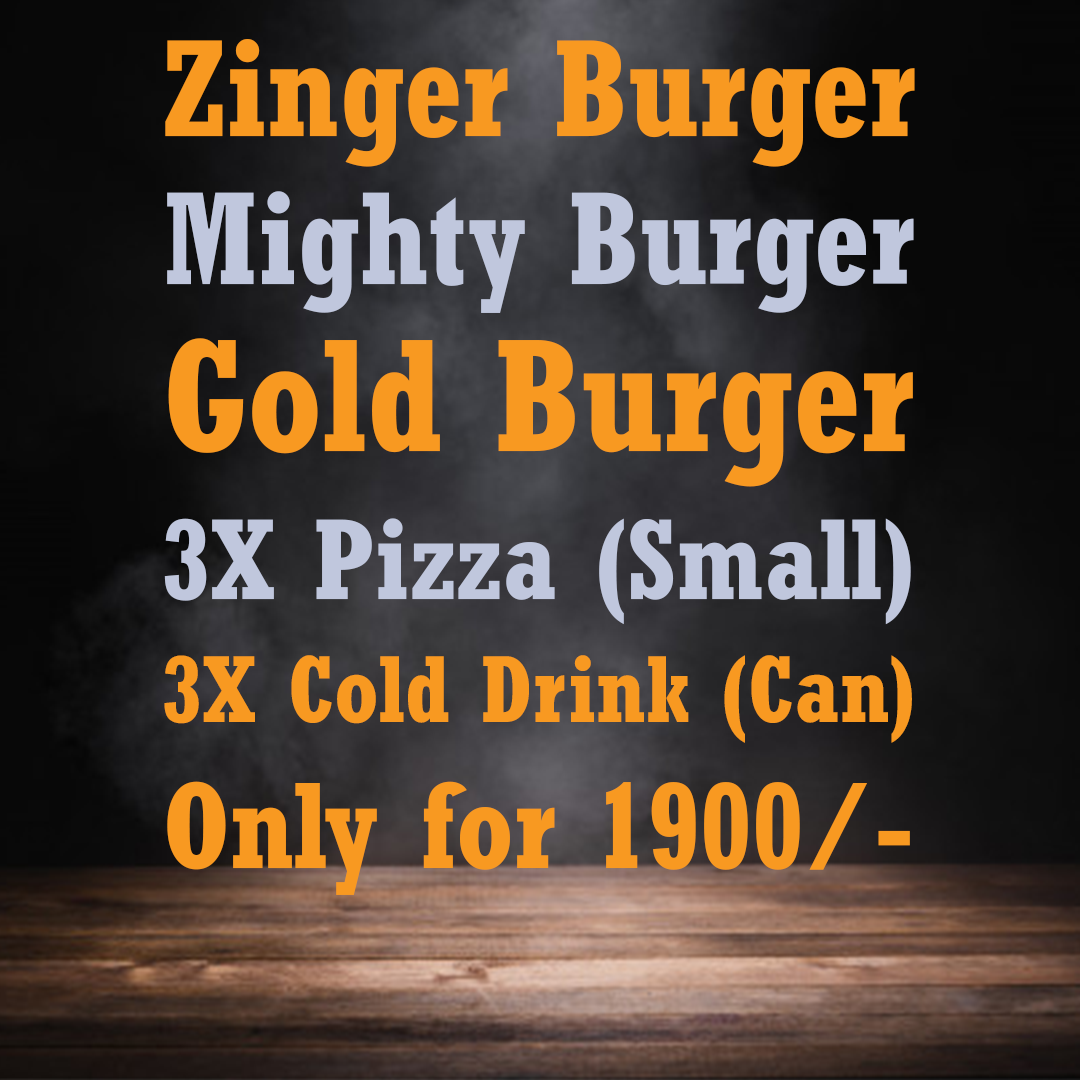 Zinger Burger
Mighty Burger
Gold Burger
3X Pizza (Small)
3X Cold Drink (Can)
Only for 1900/-